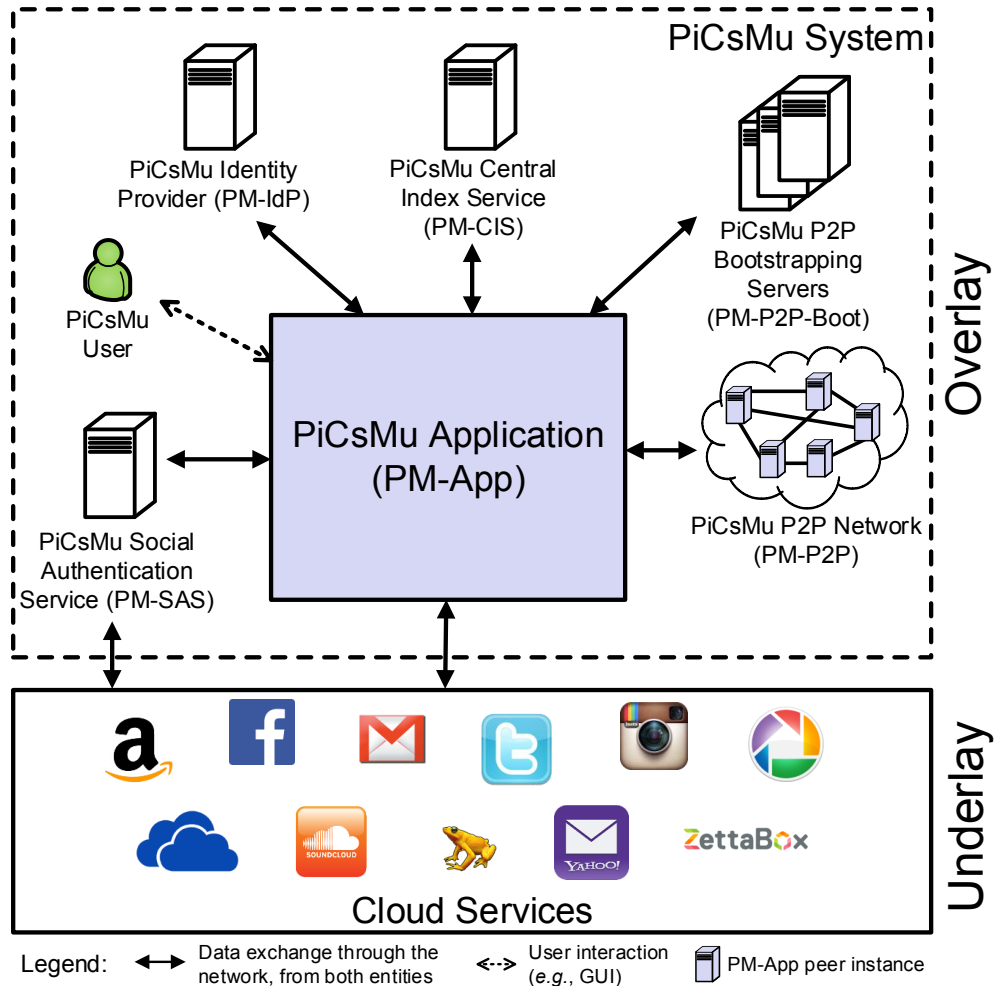 PiCsMu System
PiCsMu Identity
Provider (PM-IdP)
PiCsMu Central
Index Service
(PM-CIS)
PiCsMu P2P
Bootstrapping
Servers
(PM-P2P-Boot)
PiCsMu
User
PiCsMu Application
(PM-App)
PiCsMu P2P Network
(PM-P2P)
PiCsMu Social
Authentication
Service (PM-SAS)
Overlay
a
f
M
t
SOUNDCLOUD
YAHOO!
ZettaBox
Cloud Services
Underlay
Legend:
Data exchange through the
network, from both entities
User interaction
(e.g., GUI)
PM-App peer instance